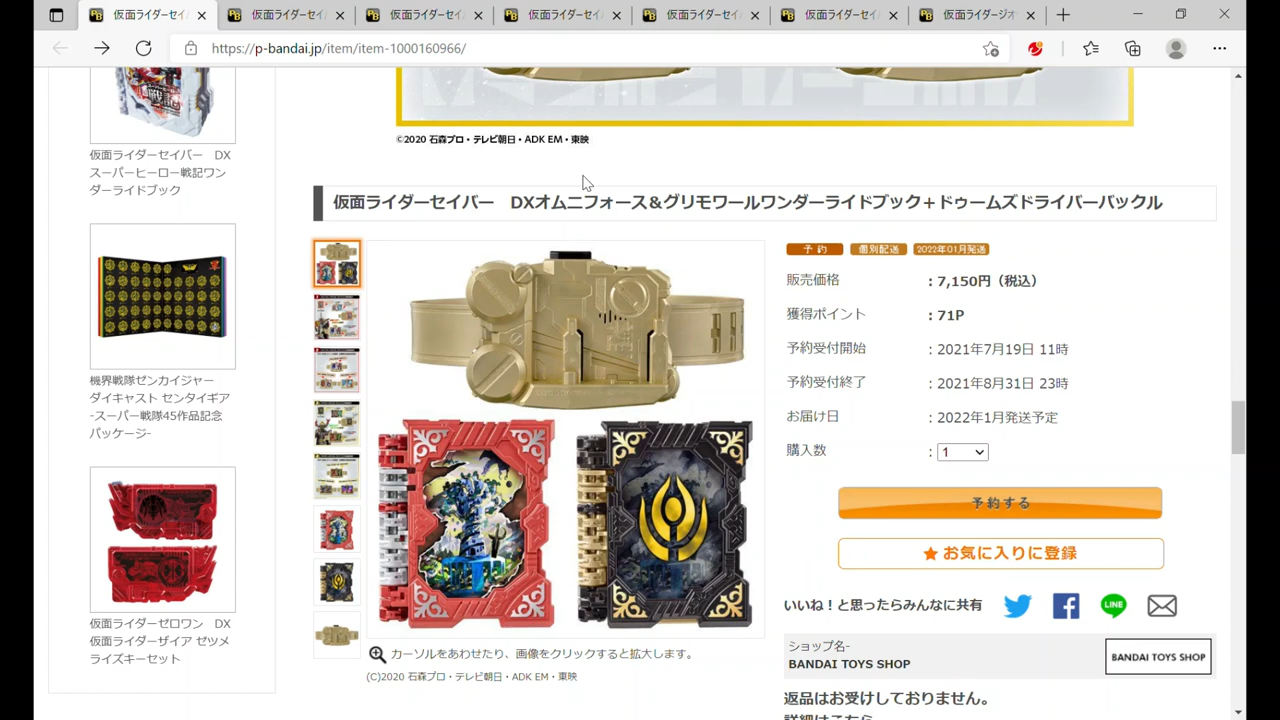 仮面ライダーセイ
仮面ライダーセイ
仮面ライダーセイ
仮面ライダーセイ
仮面ライダーセイ
仮面ライダーセイ
仮面ライダージオ
https://p-bandai.jp/item/item-1000160966/
仮面ライダーセイバー DX
スーパーヒーロー戦記ワン
ダーライドブック
機界戦隊ゼンカイジャー
ダイキャスト センタイギア
-スーパー戦隊45作品記念
パッケージ-
仮面ライダーゼロワン DX
仮面ライダーザイア ゼツメ
ライズキーセット
©2020 石森プロ・テレビ朝日・ADK EM・東映
仮面ライダーセイバー DXオムニフォース＆グリモワールワンダーライドブック＋ドゥームズドライバーバックル
カーソルをあわせたり、画像をクリックすると拡大します。
(C)2020 石森プロ・テレビ朝日・ADK EM・東映
予約 個別配送 2022年01月発送
販売価格 : 7,150円（税込）
獲得ポイント : 71P
予約受付開始 : 2021年7月19日 11時
予約受付終了 : 2021年8月31日 23時
お届け日 : 2022年1月発送予定
購入数 : 1
予約する
★お気に入りに登録
いいね！と思ったらみんなに共有 LINE
ショップ名-
BANDAI TOYS SHOP
BANDAI TOYS SHOP
返品はお受けしておりません。
詳細はこちら